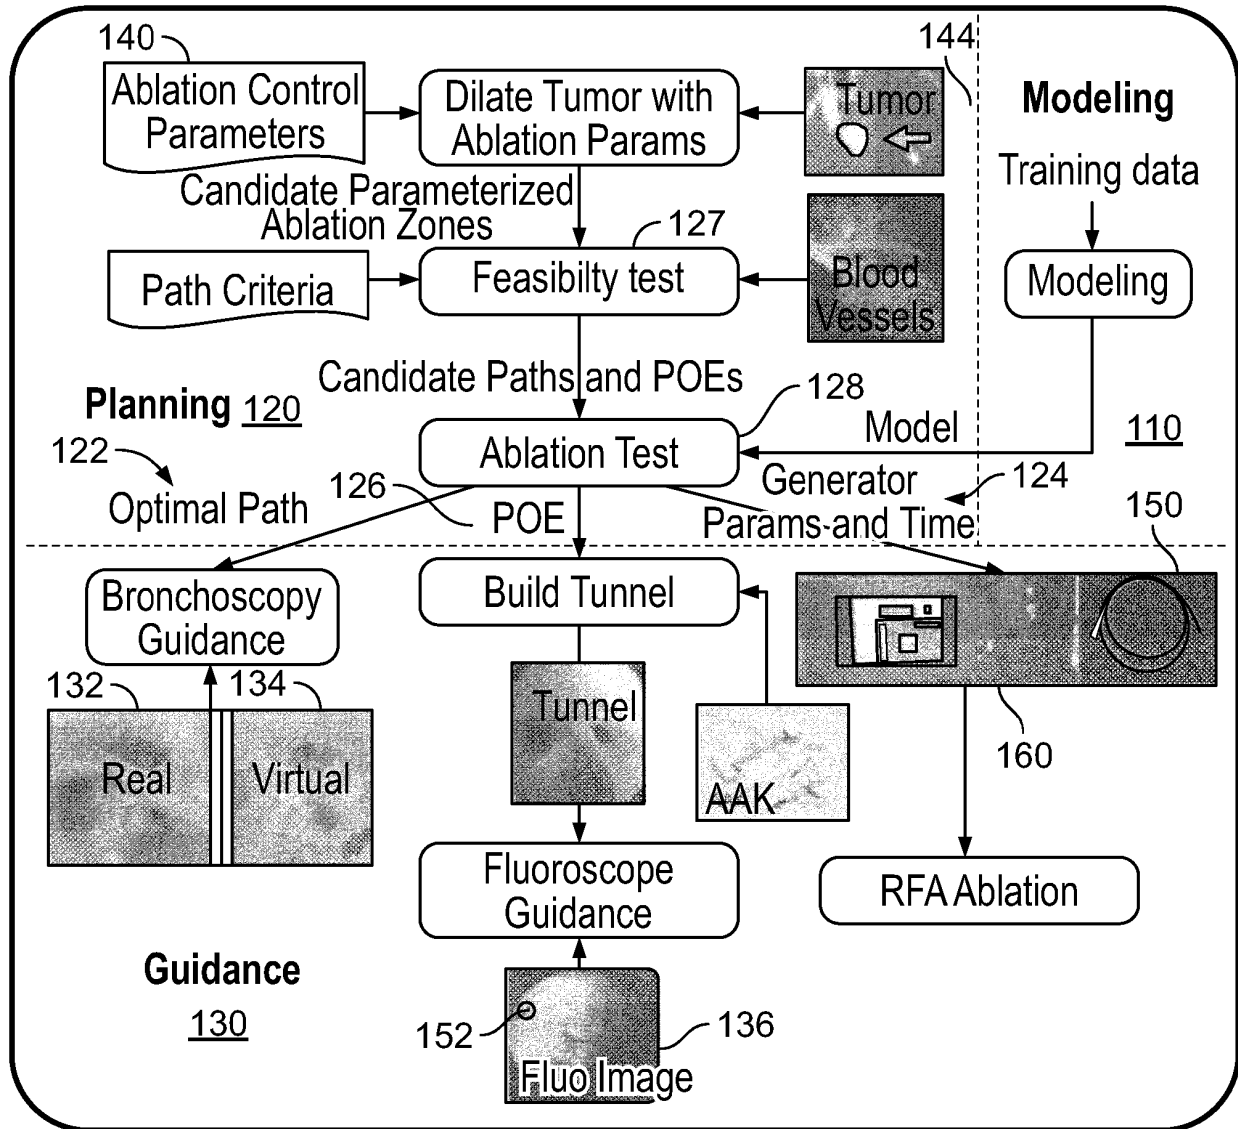 140
Ablation Control
Parameters
Dilate Tumor with
Ablation Params
Tumor
144
Modeling
Training data
Candidate Parameterized
Ablation Zones
127
Path Criteria
Feasibilty test
Blood
Vessels
Modeling
Candidate Paths and POEs
Planning 120
128
Model
110
122
Optimal Path
126
Ablation Test
POE
Generator
Params and Time
124
150
Bronchoscopy
Guidance
Build Tunnel
132
134
Real
Virtual
Tunnel
AAK
160
Fluoroscope
Guidance
RFA Ablation
Guidance
130
152
136
Fluo Image